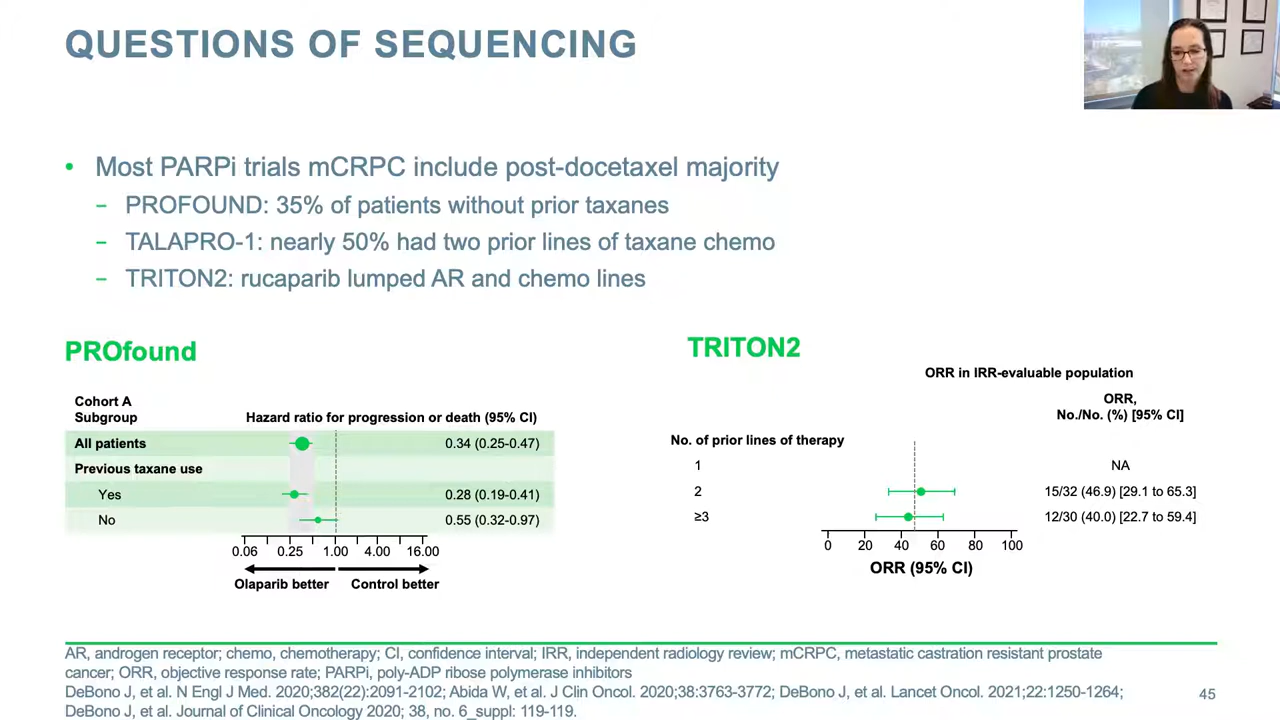 QUESTIONS OF SEQUENCING
• Most PARPi trials mCRPC include post-docetaxel majority
– PROFOUND: 35% of patients without prior taxanes
– TALAPRO-1: nearly 50% had two prior lines of taxane chemo
– TRITON2: rucaparib lumped AR and chemo lines
PROfound
Cohort A
Subgroup
Hazard ratio for progression or death (95% CI)
All patients 0.34 (0.25-0.47)
Previous taxane use
Yes 0.28 (0.19-0.41)
No 0.55 (0.32-0.97)
0.06 0.25 1.00 4.00 16.00
Olaparib better Control better
TRITON2
ORR in IRR-evaluable population
ORR,
No./No. (%) [95% CI]
No. of prior lines of therapy
1 NA
2 15/32 (46.9) [29.1 to 65.3]
≥3 12/30 (40.0) [22.7 to 59.4]
0 20 40 60 80 100
ORR (95% CI)
AR, androgen receptor; chemo, chemotherapy; CI, confidence interval; IRR, independent radiology review; mCRPC, metastatic castration resistant prostate
cancer; ORR, objective response rate; PARPi, poly-ADP ribose polymerase inhibitors
DeBono J, et al. N Engl J Med. 2020;382(22):2091-2102; Abida W, et al. J Clin Oncol. 2020;38:3763-3772; DeBono J, et al. Lancet Oncol. 2021;22:1250-1264;
DeBono J, et al. Journal of Clinical Oncology 2020; 38, no. 6_suppl: 119-119.
45